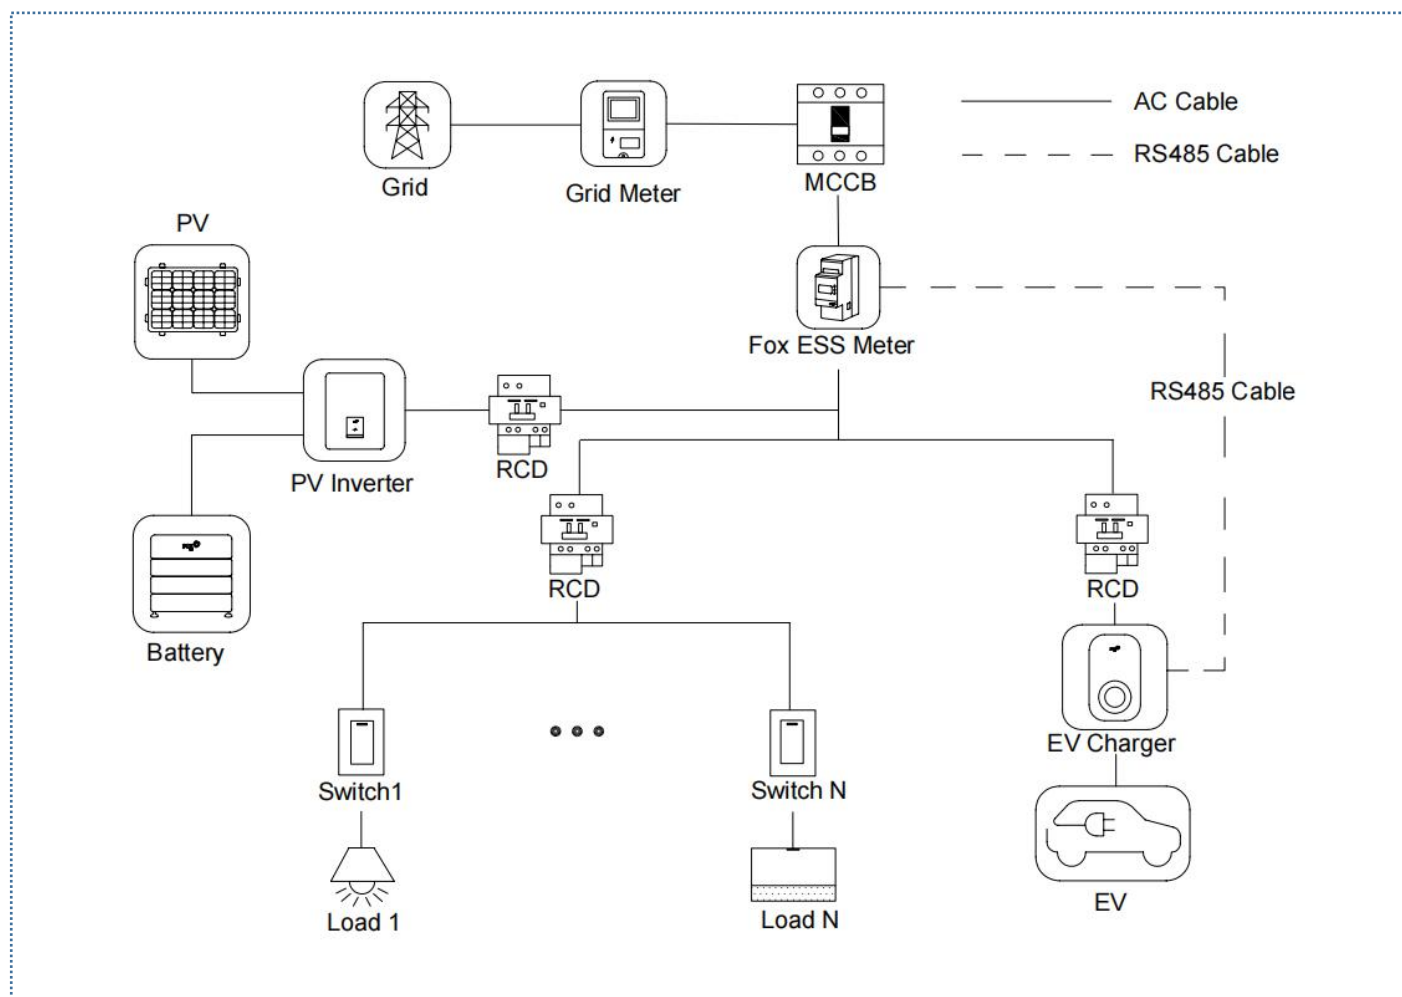 AC Cable
RS485 Cable
Grid
Grid Meter
MCCB
PV
Fox ESS Meter
RS485 Cable
PV Inverter
RCD
RCD
RCD
Battery
EV Charger
Switch1
Switch N
Load 1
Load N
EV